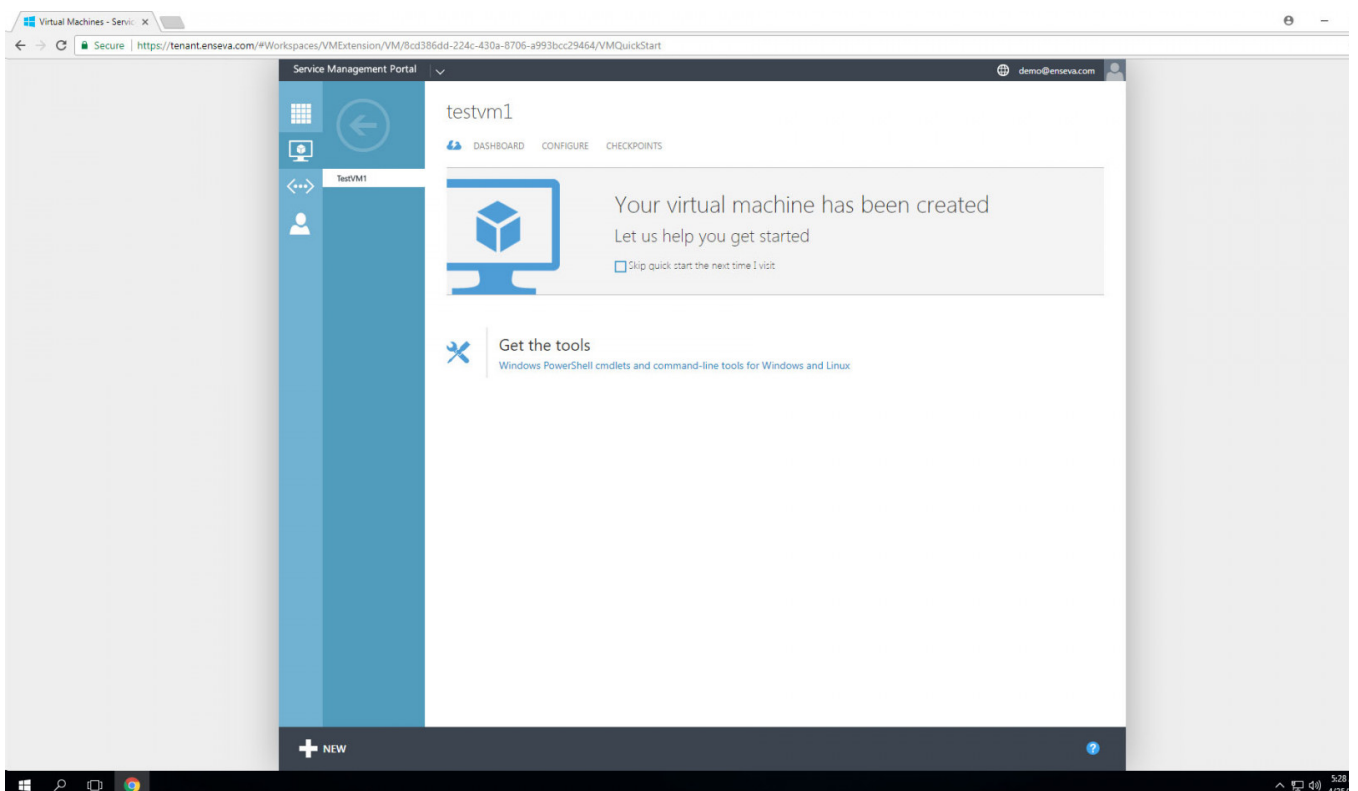 Virtual Machines - Servic
Secure | https://tenant.enseva.com/#Workspaces/VMExtension/VM/8cd386dd-224c-430a-8706-a993bcc29464/VMQuickStart
Service Management Portal
demo@enseva.com
testvm1
DASHBOARD CONFIGURE CHECKPOINTS
TestVM1
Your virtual machine has been created
Let us help you get started
Skip quick start the next time I visit
Get the tools
Windows PowerShell cmdlets and command-line tools for Windows and Linux
NEW
?
5:28